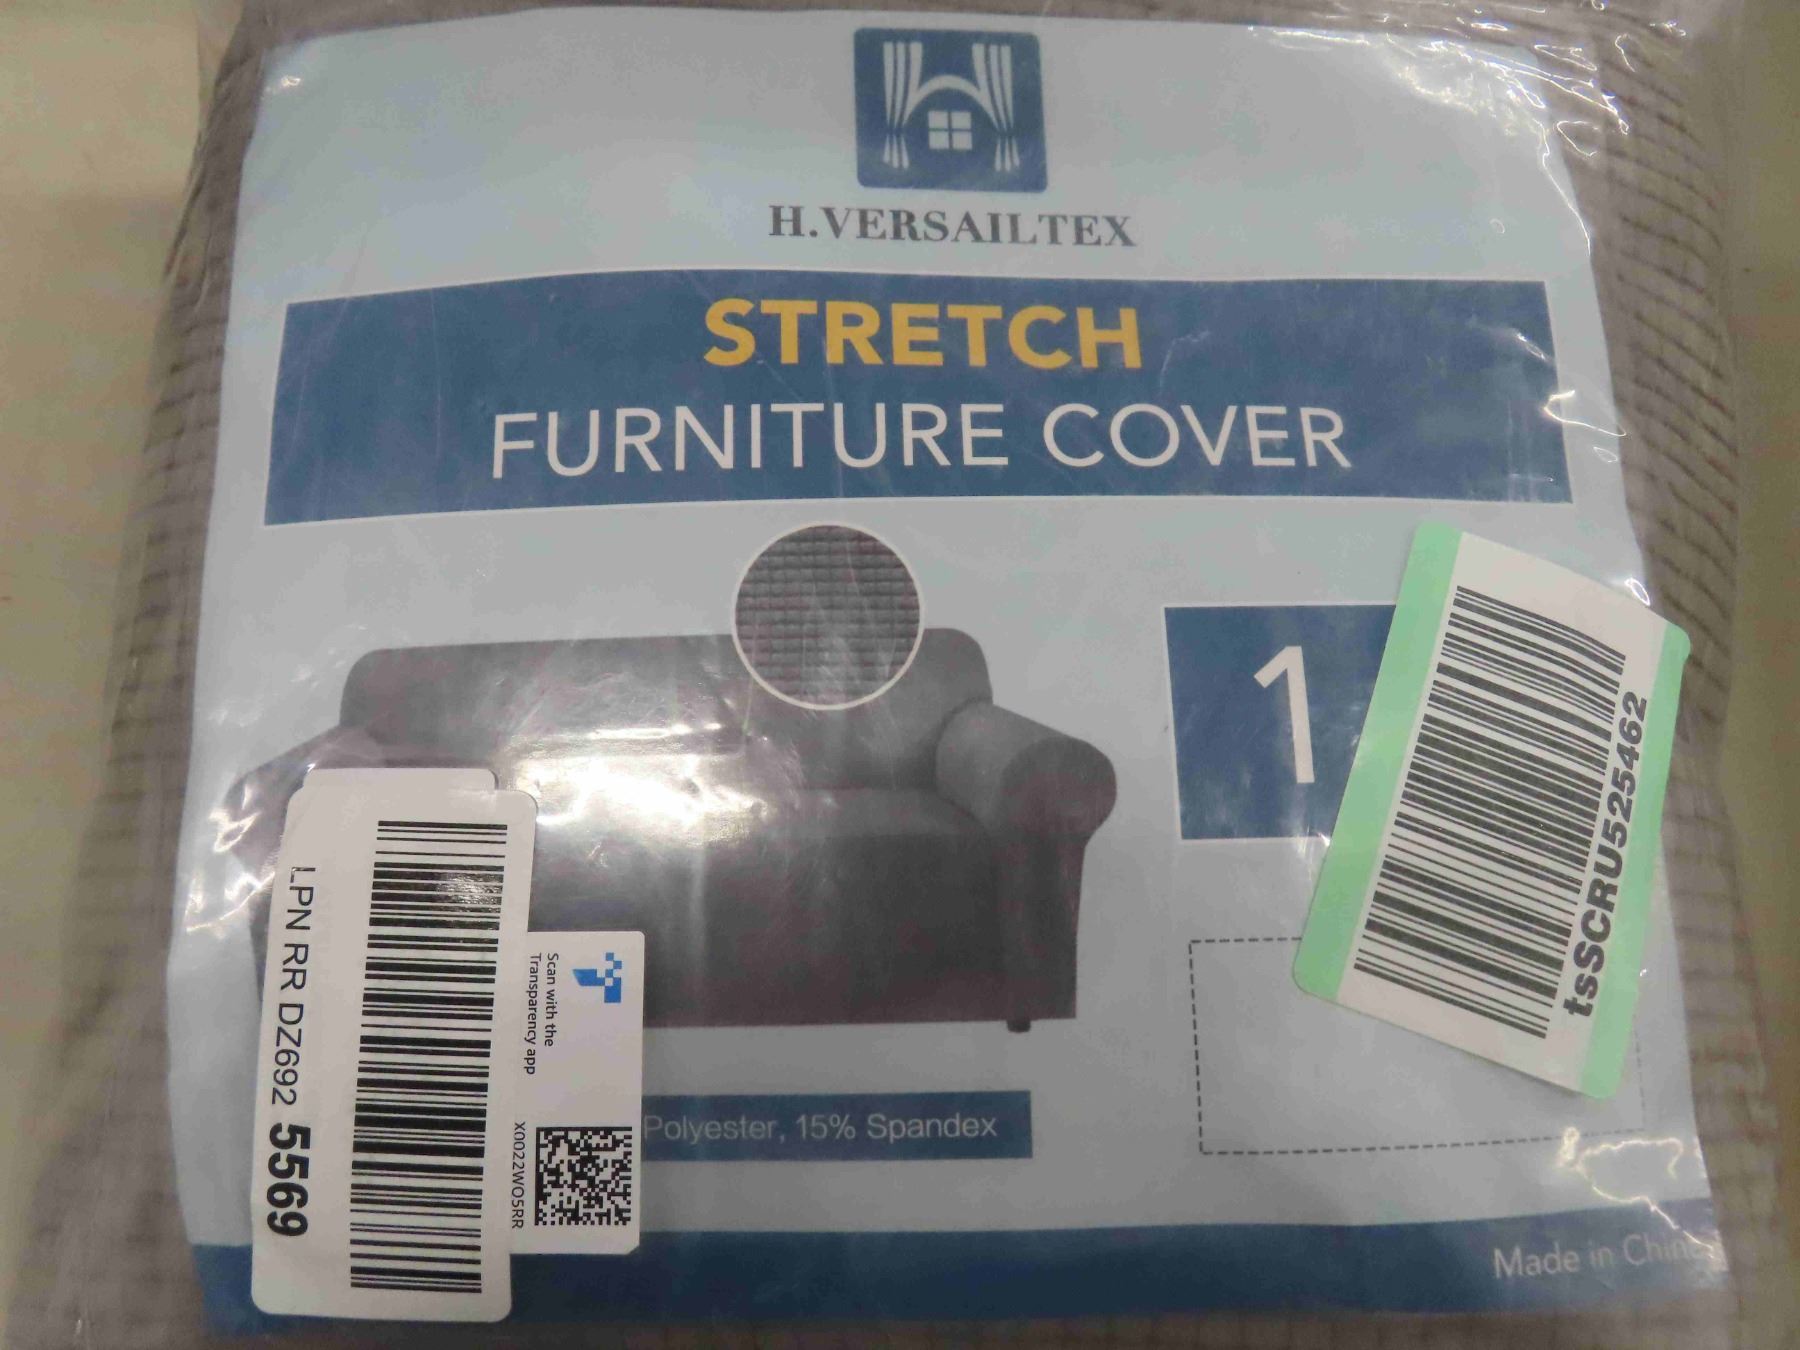 H.VERSAILTEX
STRETCH
FURNITURE COVER
1
tsSCRU525462
LPN RR DZ692 5569
Scan with the
Transparency app
X0022WO5RR
Polyester, 15% Spandex
Made in China